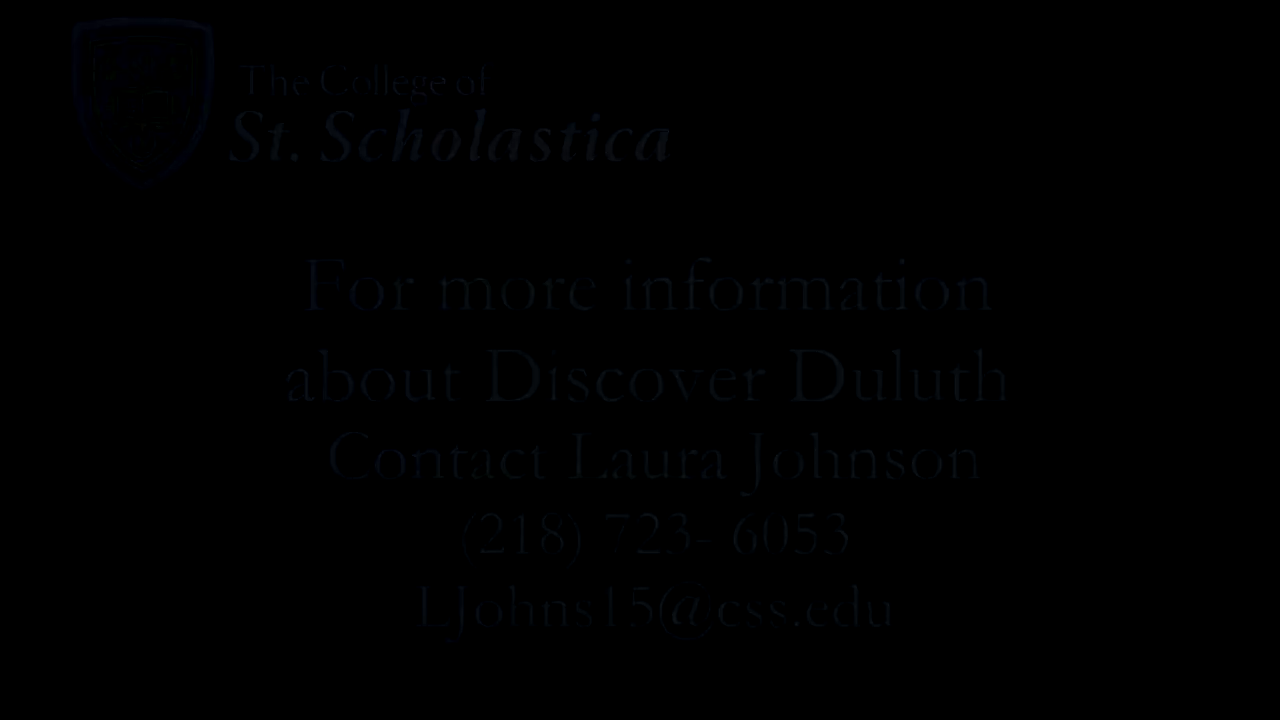 The College of
St. Scholastica
For more information
about Discover Duluth
Contact Laura Johnson
(218) 723- 6053
LJohns15@css.edu